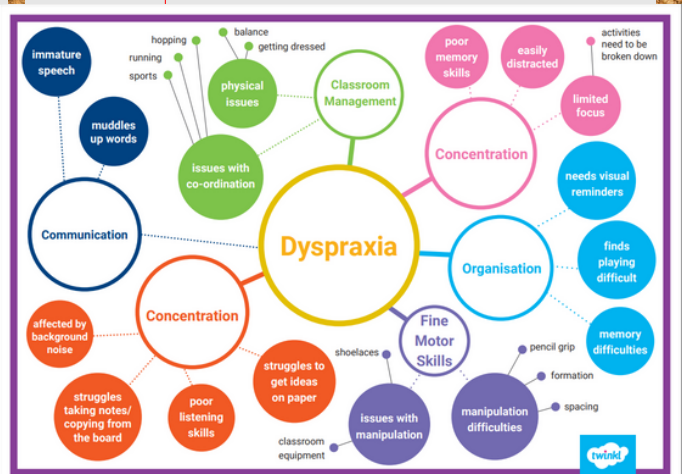 Dyspraxia
Classroom
Management
physical
issues
balance
getting dressed
issues with
co-ordination
hopping
running
sports
Concentration
poor
memory
skills
easily
distracted
limited
focus
activities
need to be
broken down
Organisation
needs visual
reminders
finds
playing
difficult
memory
difficulties
Fine
Motor
Skills
issues with
manipulation
shoelaces
classroom
equipment
manipulation
difficulties
pencil grip
formation
spacing
Concentration
affected by
background
noise
struggles
taking notes/
copying from
the board
poor
listening
skills
struggles to
get ideas
on paper
Communication
immature
speech
muddles
up words
twinkl